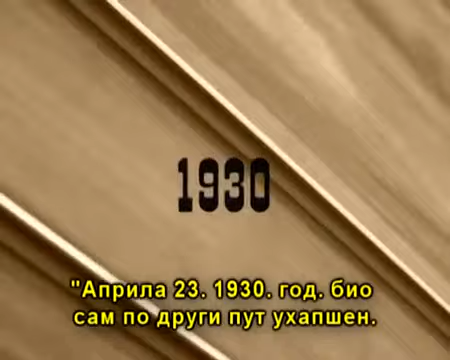 1930
"Априла 23. 1930. год. био
сам по други пут ухапшен.